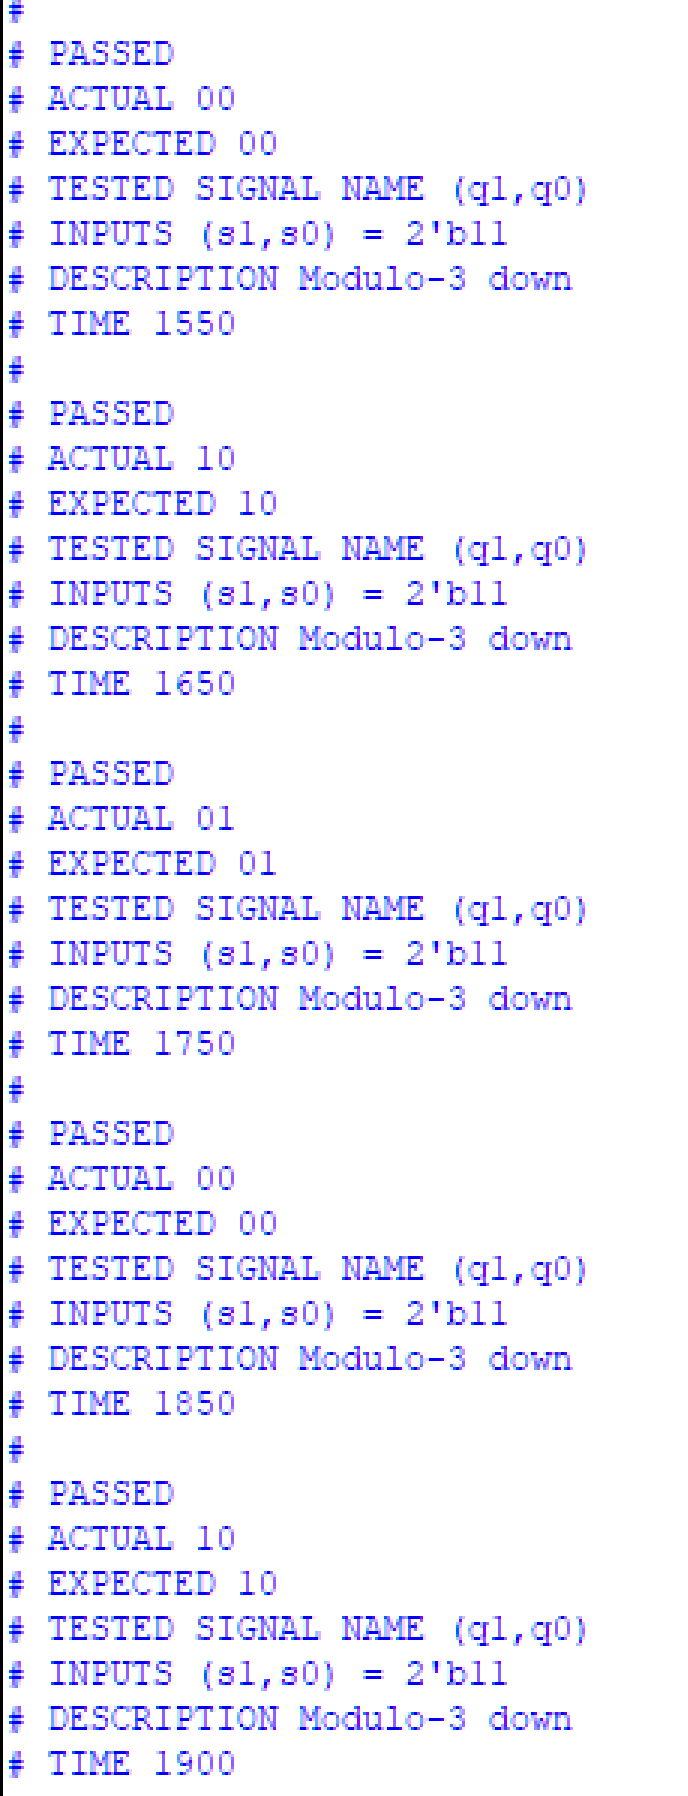 #
# PASSED
# ACTUAL 00
# EXPECTED 00
# TESTED SIGNAL NAME (q1,q0)
# INPUTS (s1,s0) = 2'b11
# DESCRIPTION Modulo-3 down
# TIME 1550
#
# PASSED
# ACTUAL 10
# EXPECTED 10
# TESTED SIGNAL NAME (q1,q0)
# INPUTS (s1,s0) = 2'b11
# DESCRIPTION Modulo-3 down
# TIME 1650
#
# PASSED
# ACTUAL 01
# EXPECTED 01
# TESTED SIGNAL NAME (q1,q0)
# INPUTS (s1,s0) = 2'b11
# DESCRIPTION Modulo-3 down
# TIME 1750
#
# PASSED
# ACTUAL 00
# EXPECTED 00
# TESTED SIGNAL NAME (q1,q0)
# INPUTS (s1,s0) = 2'b11
# DESCRIPTION Modulo-3 down
# TIME 1850
#
# PASSED
# ACTUAL 10
# EXPECTED 10
# TESTED SIGNAL NAME (q1,q0)
# INPUTS (s1,s0) = 2'b11
# DESCRIPTION Modulo-3 down
# TIME 1900